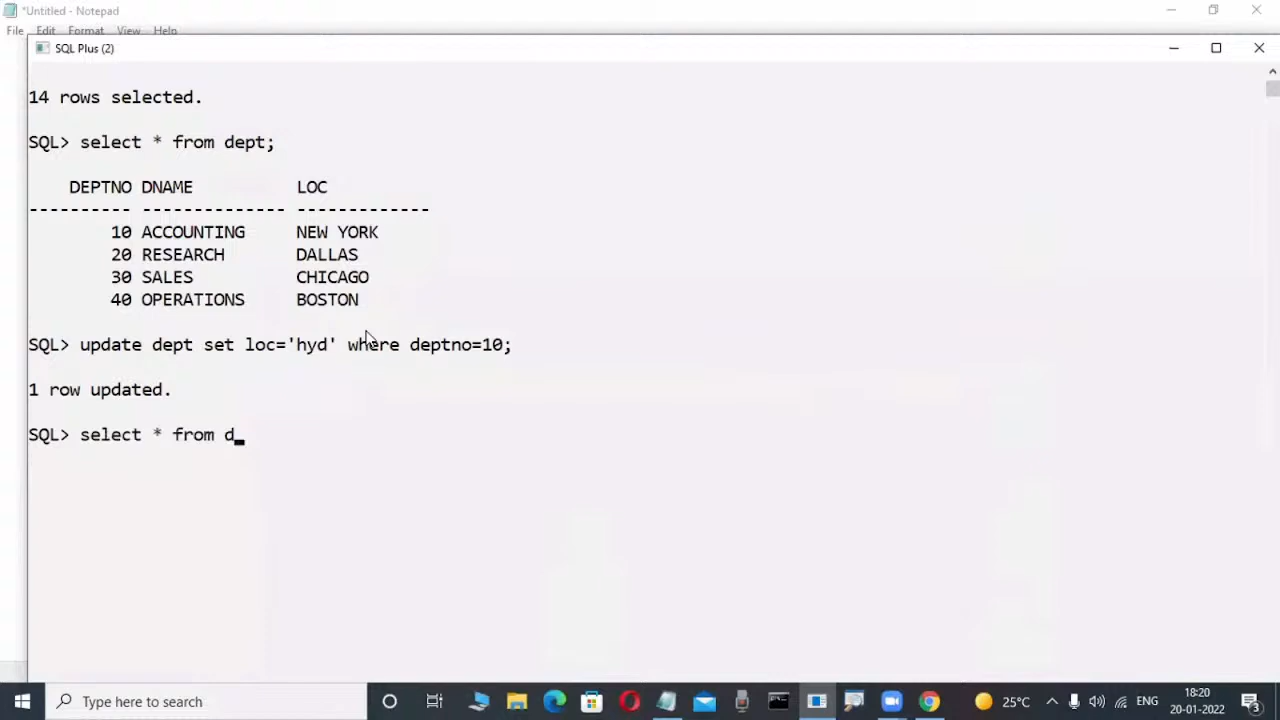 *Untitled - Notepad
File Edit Format View Help
SQL Plus (2)
14 rows selected.
SQL> select * from dept;
DEPTNO DNAME LOC
---------- -------------- -------------
10 ACCOUNTING NEW YORK
20 RESEARCH DALLAS
30 SALES CHICAGO
40 OPERATIONS BOSTON
SQL> update dept set loc='hyd' where deptno=10;
1 row updated.
SQL> select * from d_
Type here to search
25°C
ENG
18:20
20-01-2022
3